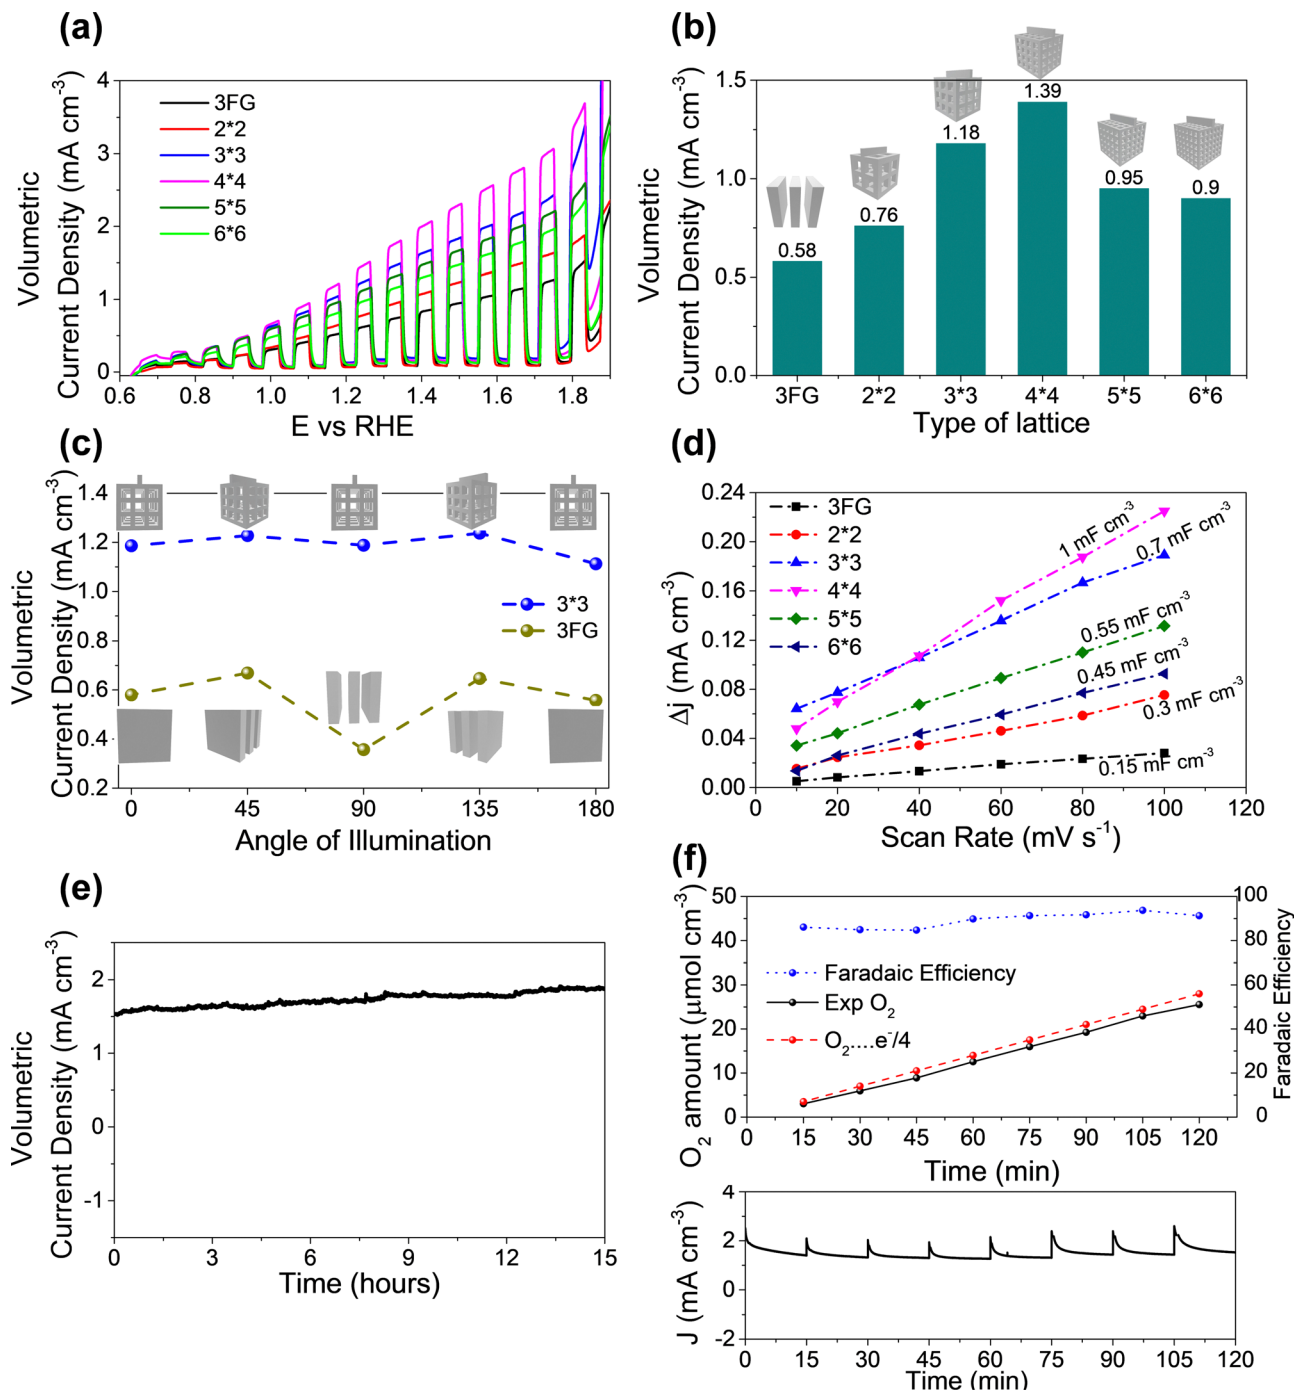 (a)
Volumetric
Current Density (mA cm⁻³)
4
3
2
1
0
3FG
2*2
3*3
4*4
5*5
6*6
0.6 0.8 1.0 1.2 1.4 1.6 1.8
E vs RHE
(b)
Volumetric
Current Density (mA cm⁻³)
1.5
1.0
0.5
0.0
0.58
0.76
1.18
1.39
0.95
0.9
3FG 2*2 3*3 4*4 5*5 6*6
Type of lattice
(c)
Volumetric
Current Density (mA cm⁻³)
1.4
1.2
1.0
0.8
0.6
0.4
0.2
3*3
3FG
0 45 90 135 180
Angle of Illumination
(d)
Δj (mA cm⁻³)
0.24
0.20
0.16
0.12
0.08
0.04
0.00
3FG
2*2
3*3
4*4
5*5
6*6
1 mF cm⁻³
0.7 mF cm⁻³
0.55 mF cm⁻³
0.45 mF cm⁻³
0.3 mF cm⁻³
0.15 mF cm⁻³
0 20 40 60 80 100 120
Scan Rate (mV s⁻¹)
(e)
Volumetric
Current Density (mA cm⁻³)
2
1
0
-1
0 3 6 9 12 15
Time (hours)
(f)
O₂ amount (μmol cm⁻³)
50
40
30
20
10
0
Faradaic Efficiency
Exp O₂
O₂....e⁻/4
100
80
60
40
20
0
Faradaic Efficiency
0 15 30 45 60 75 90 105 120
Time (min)
J (mA cm⁻³)
4
2
0
-2
0 15 30 45 60 75 90 105 120
Time (min)